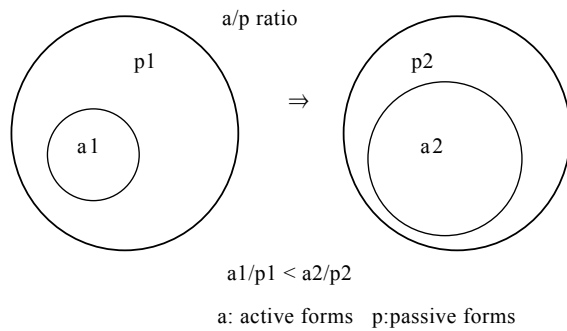 a/p ratio
p1
p2
⇒
a1
a2
a1/p1 < a2/p2
a: active forms p:passive forms